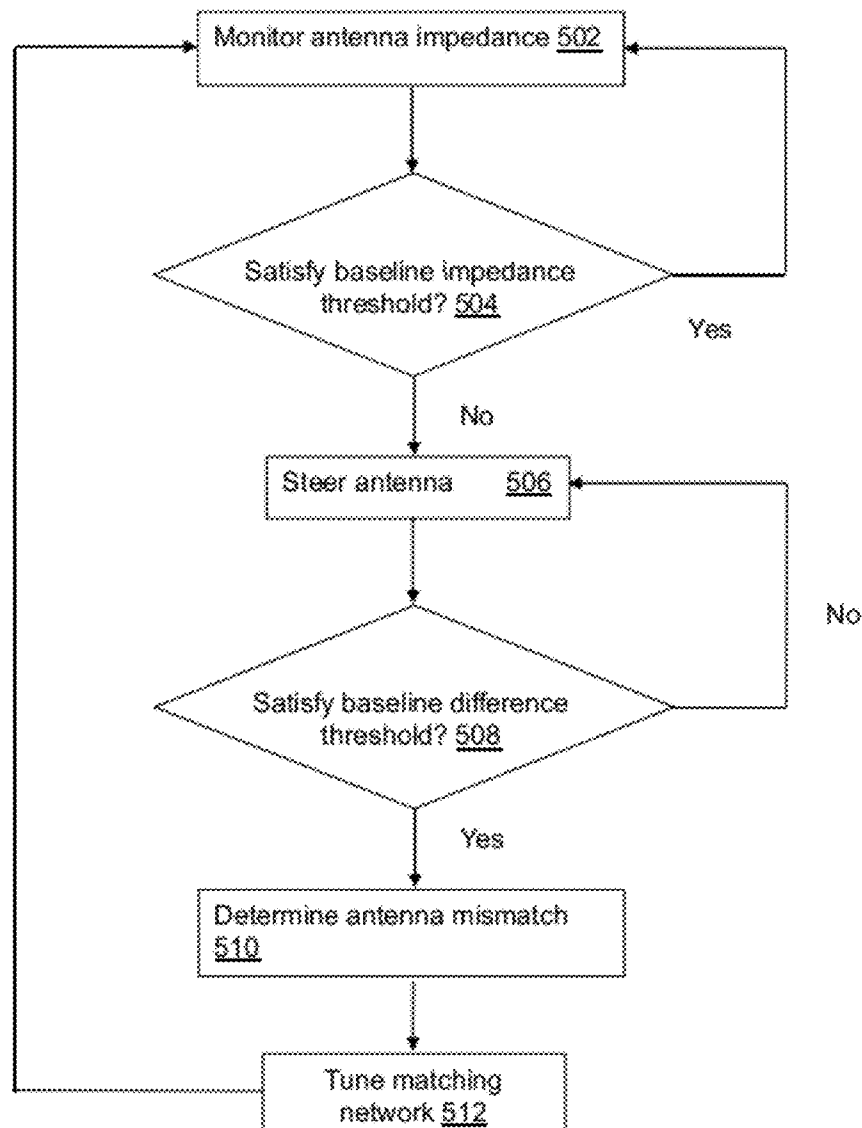 Monitor antenna impedance 502
Satisfy baseline impedance
threshold? 504
Yes
No
Steer antenna 506
No
Satisfy baseline difference
threshold? 508
Yes
Determine antenna mismatch
510
Tune matching
network 512